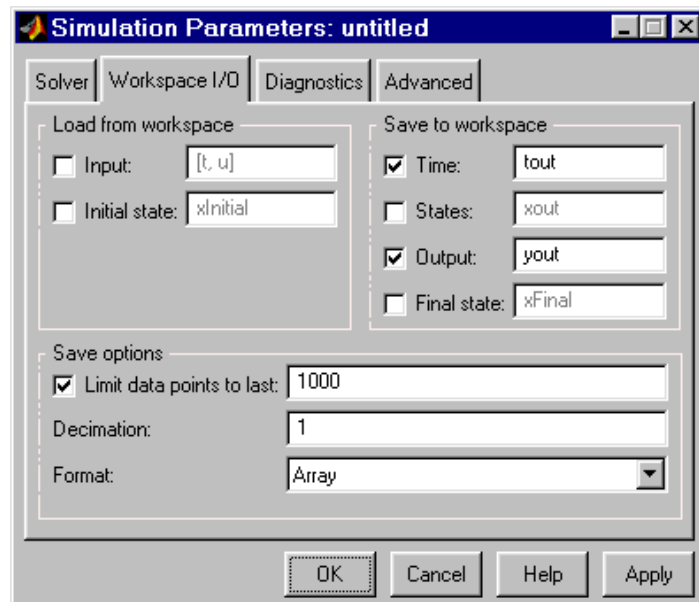 Simulation Parameters: untitled
Solver Workspace I/O Diagnostics Advanced
Load from workspace
Input: [t, u]
Initial state: xInitial
Save to workspace
Time: tout
States: xout
Output: yout
Final state: xFinal
Save options
Limit data points to last: 1000
Decimation: 1
Format: Array
OK Cancel Help Apply